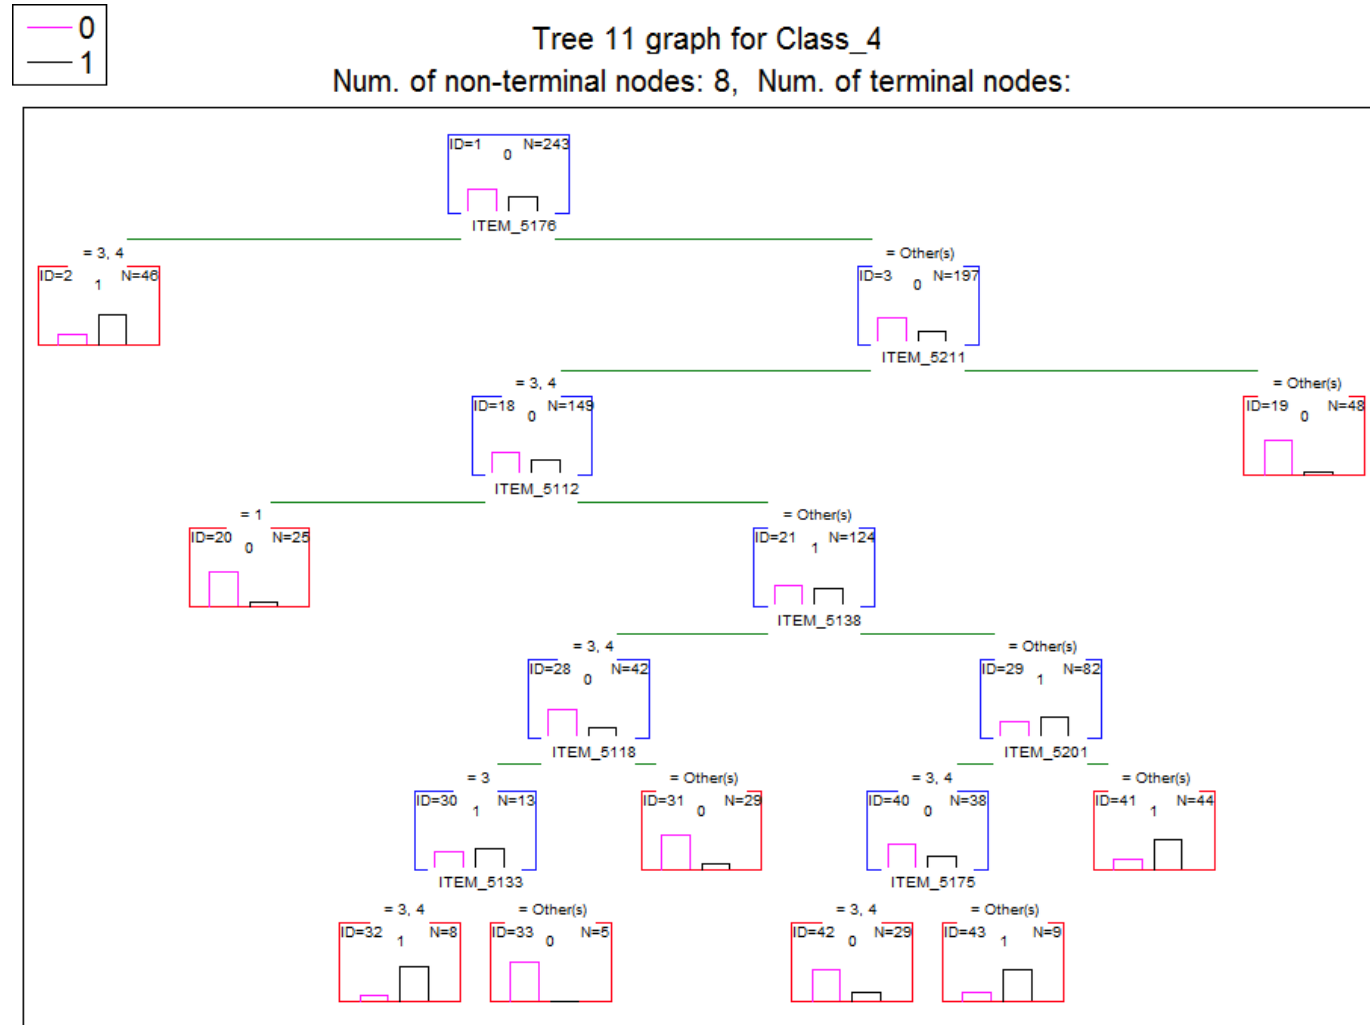 0
1
Tree 11 graph for Class_4
Num. of non-terminal nodes: 8, Num. of terminal nodes:
ID=1 N=243
0
ITEM_5176
= 3, 4 = Other(s)
ID=2 N=46 ID=3 N=197
1 0
ITEM_5211
= 3, 4 = Other(s)
ID=18 N=149 ID=19 N=48
0 0
ITEM_5112
= 1 = Other(s)
ID=20 N=25 ID=21 N=124
0 1
ITEM_5138
= 3, 4 = Other(s)
ID=28 N=42 ID=29 N=82
0 1
ITEM_5118 ITEM_5201
= 3 = Other(s) = 3, 4 = Other(s)
ID=30 N=13 ID=31 N=29 ID=40 N=38 ID=41 N=44
1 0 0 1
ITEM_5133 ITEM_5175
= 3, 4 = Other(s) = 3, 4 = Other(s)
ID=32 N=8 ID=33 N=5 ID=42 N=29 ID=43 N=9
1 0 0 1